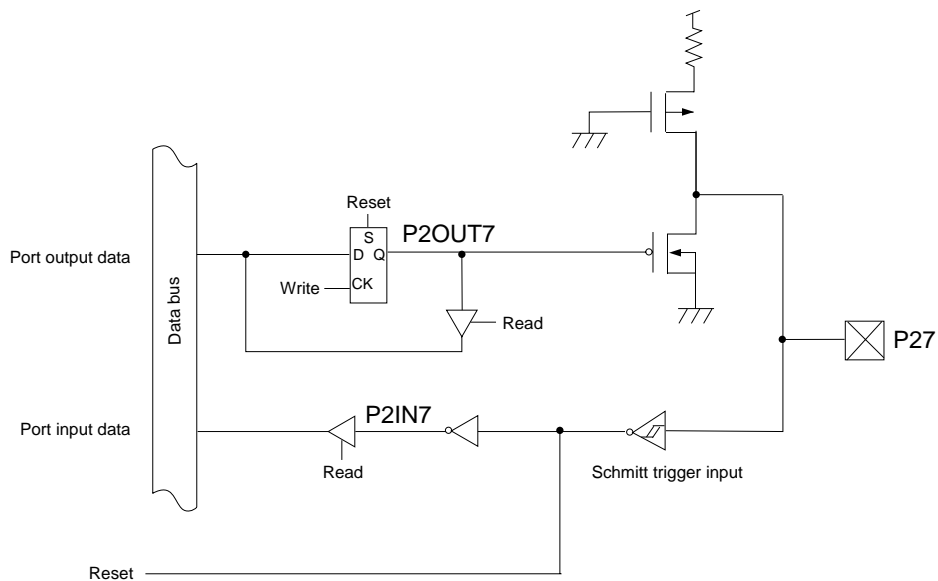 Reset
S
P2OUT7
Port output data
D Q
CK
Write
Read
Data bus
P27
P2IN7
Port input data
Read
Schmitt trigger input
Reset